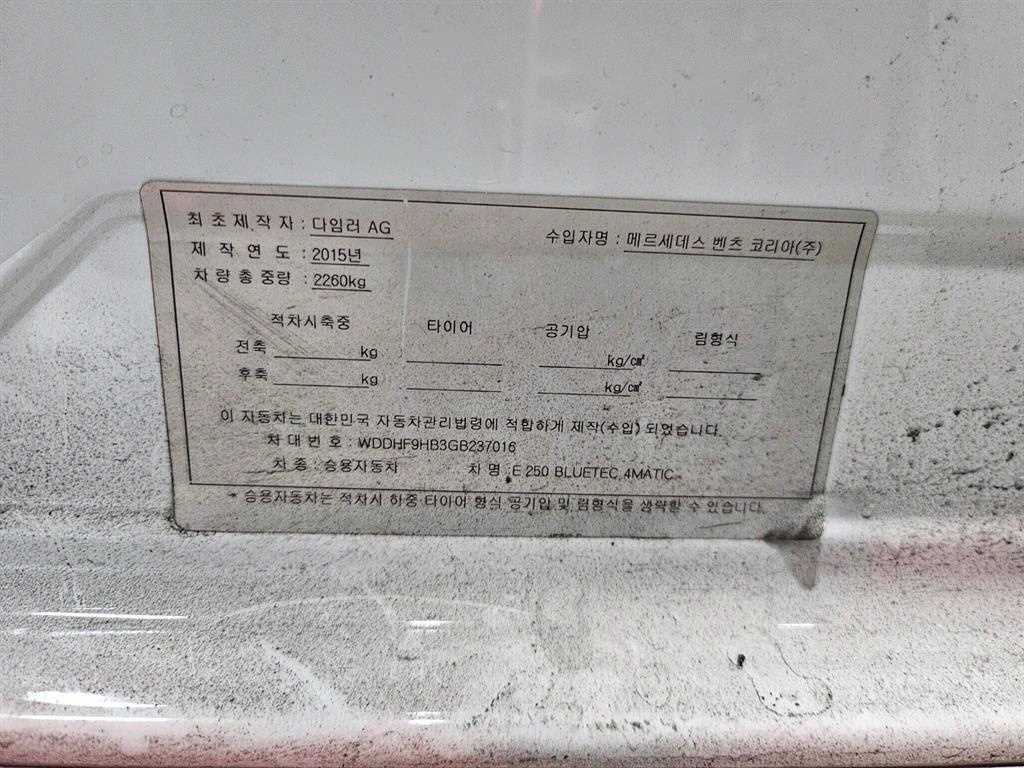 최초제작자 : 다임러 AG 수입자명 : 메르세데스 벤츠 코리아(주)
제작연도 : 2015년
차량총중량 : 2260kg
적차시축중 타이어 공기압 림형식
전축 kg kg/㎠
후축 kg kg/㎠
이 자동차는 대한민국 자동차관리법령에 적합하게 제작(수입) 되었습니다.
차대번호 : WDDHF9HB3GB237016
차종 : 승용자동차 차명 : E 250 BLUETEC 4MATIC
* 승용자동차는 적차시 하중 타이어 형식 공기압 및 림형식을 생략할 수 있습니다.